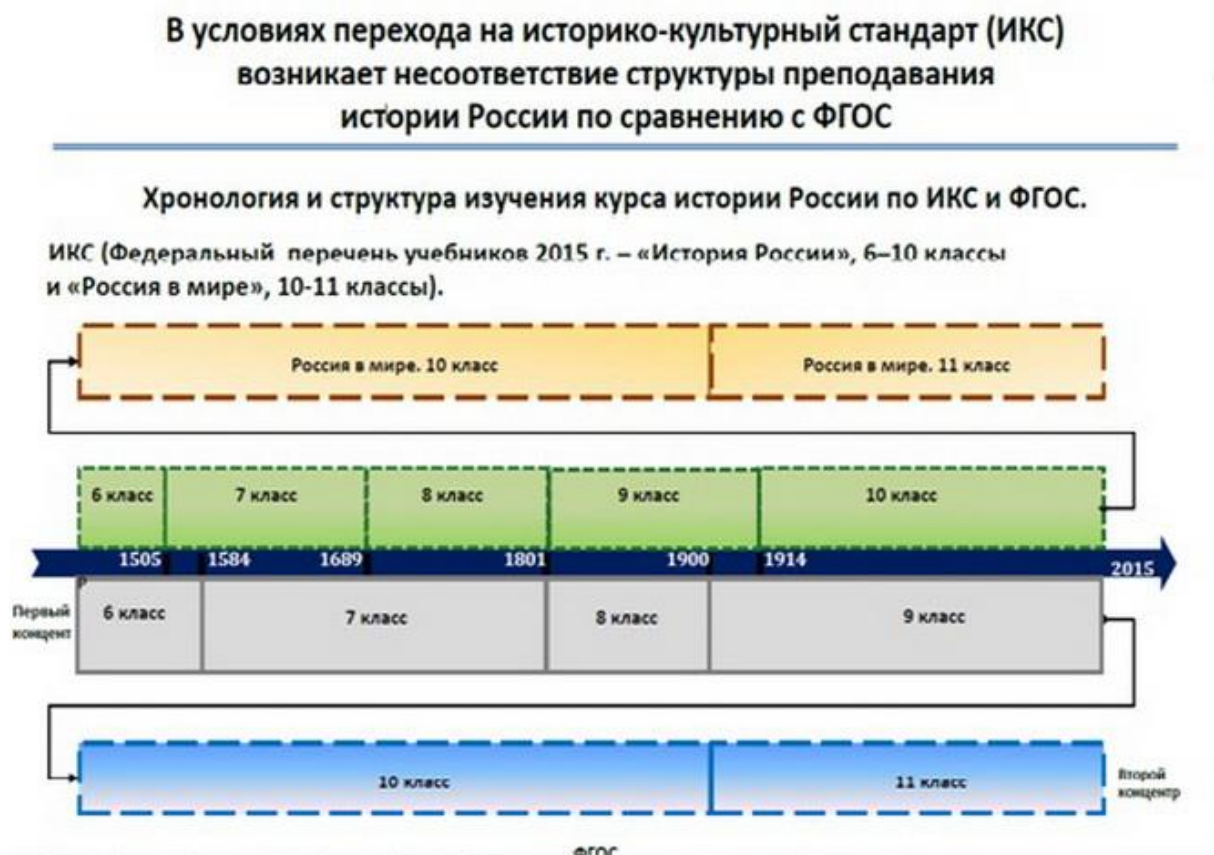 В условиях перехода на историко-культурный стандарт (ИКС)
возникает несоответствие структуры преподавания
истории России по сравнению с ФГОС
Хронология и структура изучения курса истории России по ИКС и ФГОС.
ИКС (Федеральный перечень учебников 2015 г. – «История России», 6–10 классы
и «Россия в мире», 10-11 классы).
Россия в мире. 10 класс
Россия в мире. 11 класс
6 класс
7 класс
8 класс
9 класс
10 класс
1505
1584
1689
1801
1900
1914
2015
Первый
концент
6 класс
7 класс
8 класс
9 класс
10 класс
11 класс
Второй
концентр
ФГОС